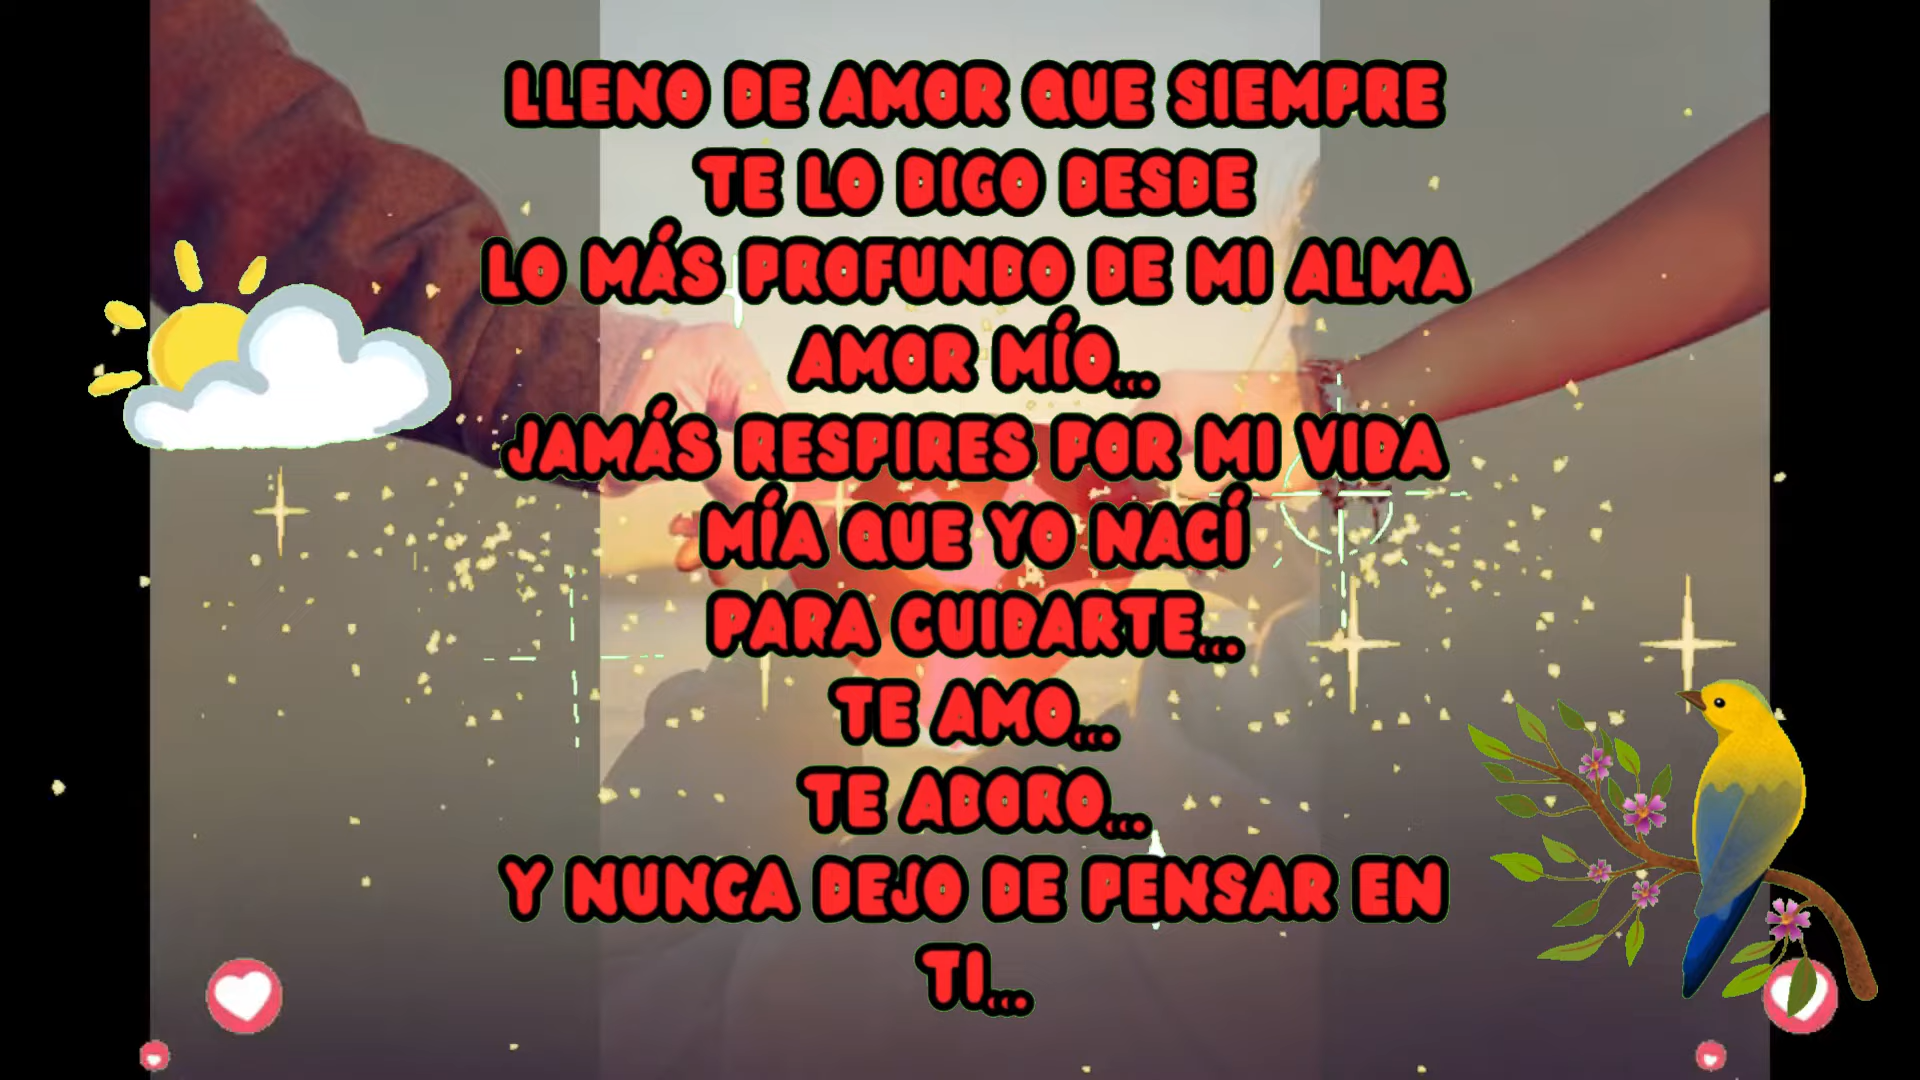 LLENO DE AMOR QUE SIEMPRE
TE LO DIGO DESDE
LO MÁS PROFUNDO DE MI ALMA
AMOR MÍO...
JAMÁS RESPIRES POR MI VIDA
MÍA QUE YO NACÍ
PARA CUIDARTE...
TE AMO...
TE ADORO...
Y NUNCA DEJO DE PENSAR EN
TI...